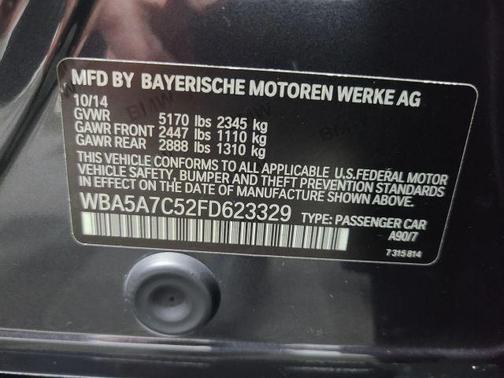 MFD BY BAYERISCHE MOTOREN WERKE AG
10/14
GVWR 5170 lbs 2345 kg
GAWR FRONT 2447 lbs 1110 kg
GAWR REAR 2888 lbs 1310 kg
THIS VEHICLE CONFORMS TO ALL APPLICABLE U.S.FEDERAL MOTOR
VEHICLE SAFETY, BUMPER, AND THEFT PREVENTION STANDARDS
IN EFFECT ON THE DATE OF MANUFACTURE SHOWN ABOVE.
WBA5A7C52FD623329 TYPE: PASSENGER CAR
A90/7
7 315 814